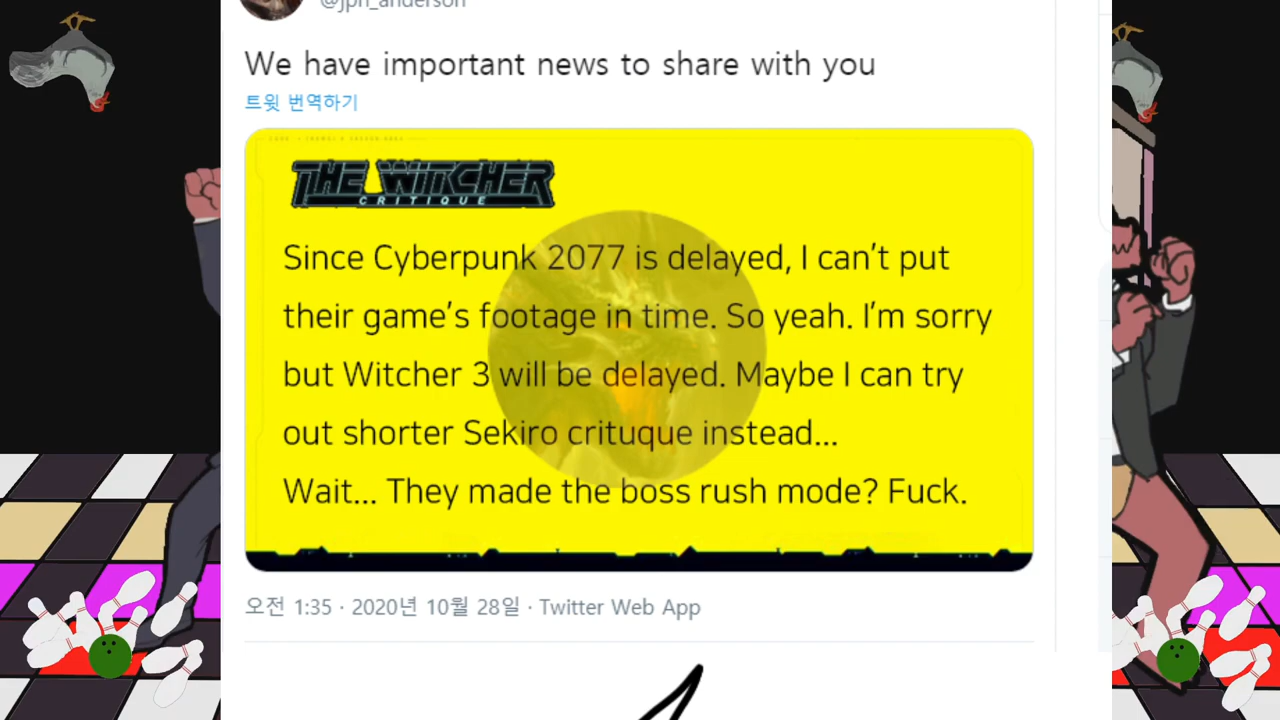 @jph_anderson
We have important news to share with you
트윗 번역하기
THE WITCHER
CRITIQUE
Since Cyberpunk 2077 is delayed, I can't put
their game's footage in time. So yeah. I'm sorry
but Witcher 3 will be delayed. Maybe I can try
out shorter Sekiro crituque instead...
Wait... They made the boss rush mode? Fuck.
오전 1:35 · 2020년 10월 28일 · Twitter Web App